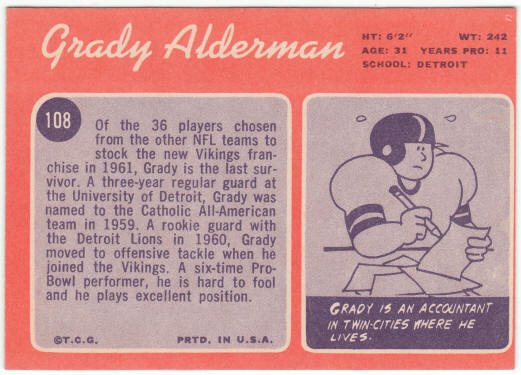 Grady Alderman
HT: 6'2" WT: 242
AGE: 31 YEARS PRO: 11
SCHOOL: DETROIT
108
Of the 36 players chosen
from the other NFL teams to
stock the new Vikings fran-
chise in 1961, Grady is the last sur-
vivor. A three-year regular guard at
the University of Detroit, Grady was
named to the Catholic All-American
team in 1959. A rookie guard with
the Detroit Lions in 1960, Grady
moved to offensive tackle when he
joined the Vikings. A six-time Pro-
Bowl performer, he is hard to fool
and he plays excellent position.
©T.C.G. PRTD. IN U.S.A.
GRADY IS AN ACCOUNTANT
IN TWIN-CITIES WHERE HE
LIVES.